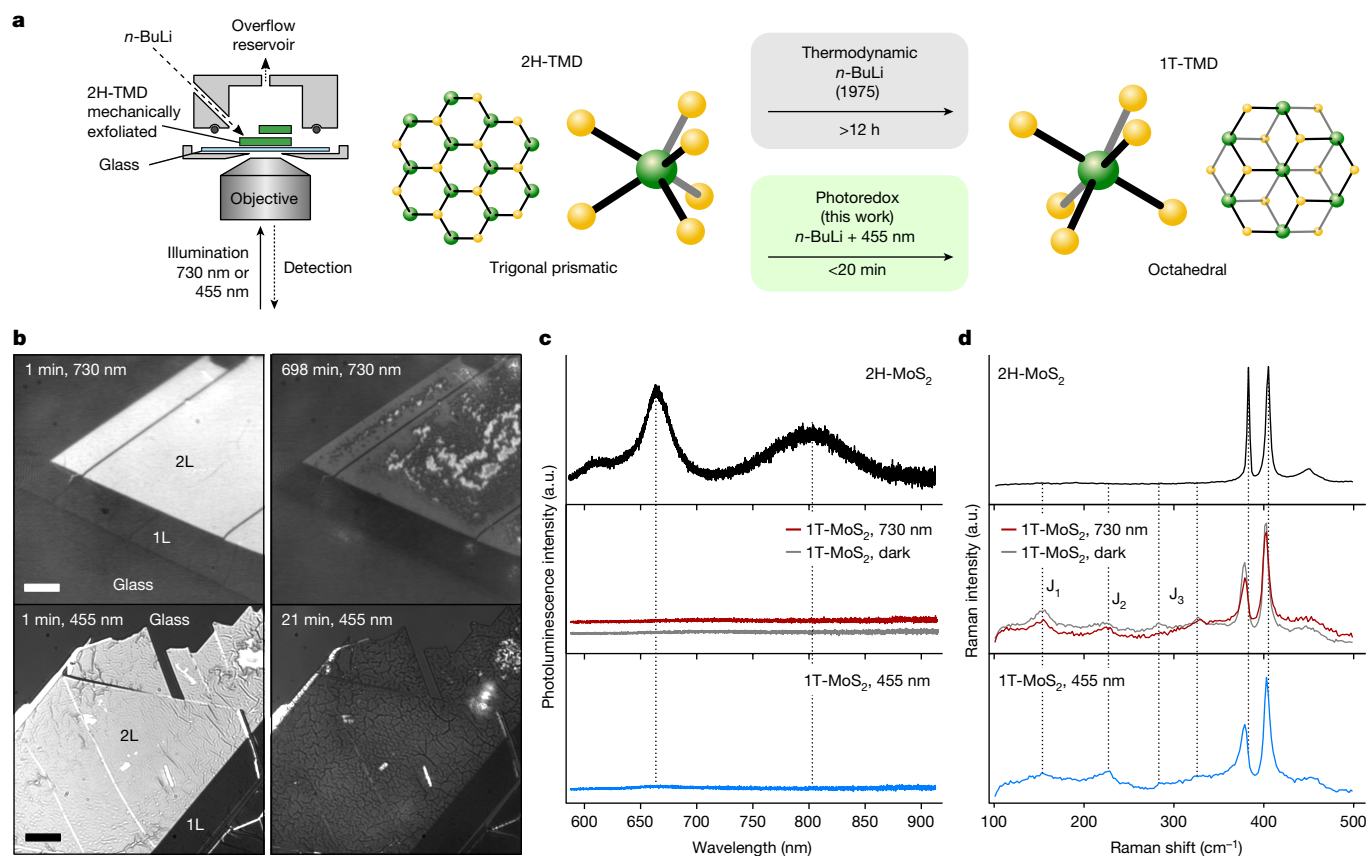 a
Overflow
reservoir
n-BuLi
2H-TMD
mechanically
exfoliated
Glass
Objective
Illumination
730 nm or
455 nm
Detection
2H-TMD
Trigonal prismatic
Thermodynamic
n-BuLi
(1975)
>12 h
Photoredox
(this work)
n-BuLi + 455 nm
<20 min
1T-TMD
Octahedral
b
1 min, 730 nm
2L
1L
Glass
698 min, 730 nm
1 min, 455 nm
Glass
2L
1L
21 min, 455 nm
c
2H-MoS₂
1T-MoS₂, 730 nm
1T-MoS₂, dark
1T-MoS₂, 455 nm
Photoluminescence intensity (a.u.)
600 650 700 750 800 850 900
Wavelength (nm)
d
2H-MoS₂
1T-MoS₂, 730 nm
1T-MoS₂, dark
J₁
J₂
J₃
1T-MoS₂, 455 nm
Raman intensity (a.u.)
100 200 300 400 500
Raman shift (cm⁻¹)